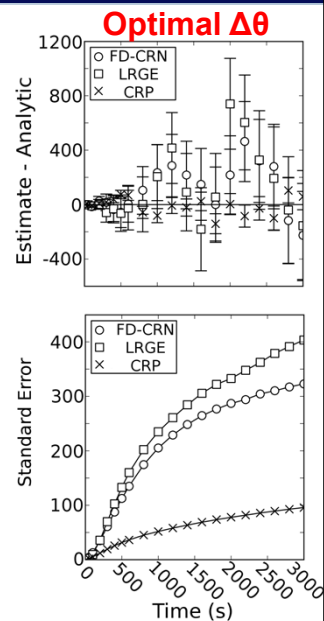 Optimal Δθ
1200
800
400
0
-400
Estimate - Analytic
FD-CRN
LRGE
CRP
400
300
200
100
0
Standard Error
FD-CRN
LRGE
CRP
0
500
1000
1500
2000
2500
3000
Time (s)